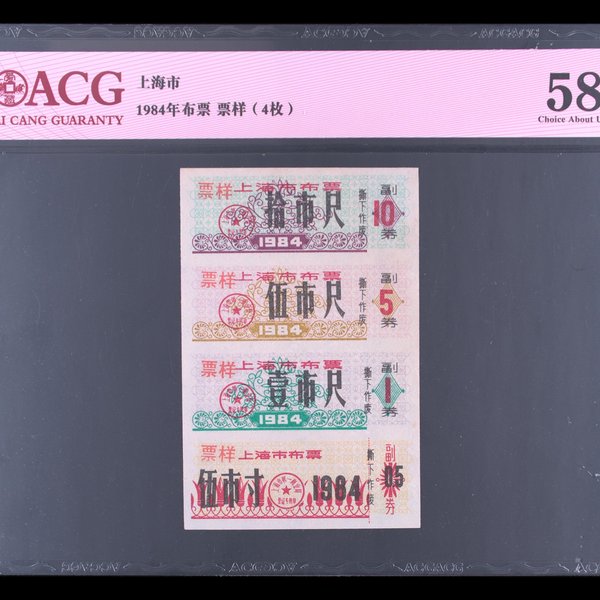 ACG
I CANG GUARANTY
上海市
1984年布票 票样（4枚）
58
Choice About U
票样 上海市布票
拾市尺
1984
撕下作废
副 10 券
票样 上海市布票
伍市尺
1984
撕下作废
副 5 券
票样 上海市布票
壹市尺
1984
撕下作废
副 1 券
票样 上海市布票
伍市寸
1984
撕下作废
副 0.5 券